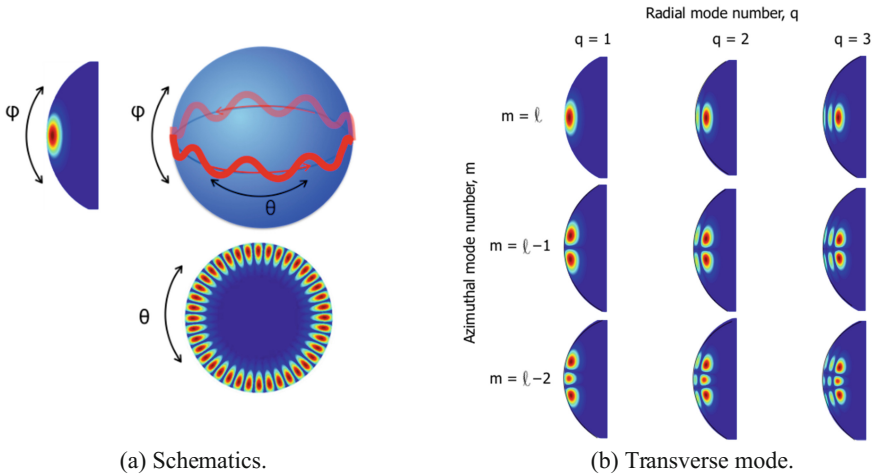 φ
φ
θ
θ
(a) Schematics.
Radial mode number, q
q = 1 q = 2 q = 3
Azimuthal mode number, m
m = ℓ
m = ℓ-1
m = ℓ-2
(b) Transverse mode.